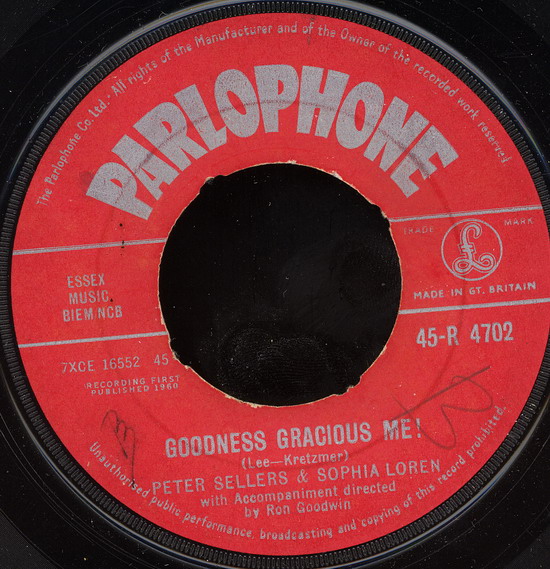 The Parlophone Co. Ltd. · All rights of the Manufacturer and of the Owner of the recorded work reserved
PARLOPHONE
TRADE MARK
£
ESSEX
MUSIC,
BIEM/NCB
MADE IN GT. BRITAIN
45-R 4702
7XCE 16552 45
RECORDING FIRST
PUBLISHED 1960
GOODNESS GRACIOUS ME!
(Lee—Kretzmer)
PETER SELLERS & SOPHIA LOREN
with Accompaniment directed
by Ron Goodwin
Unauthorised public performance, broadcasting and copying of this record prohibited.